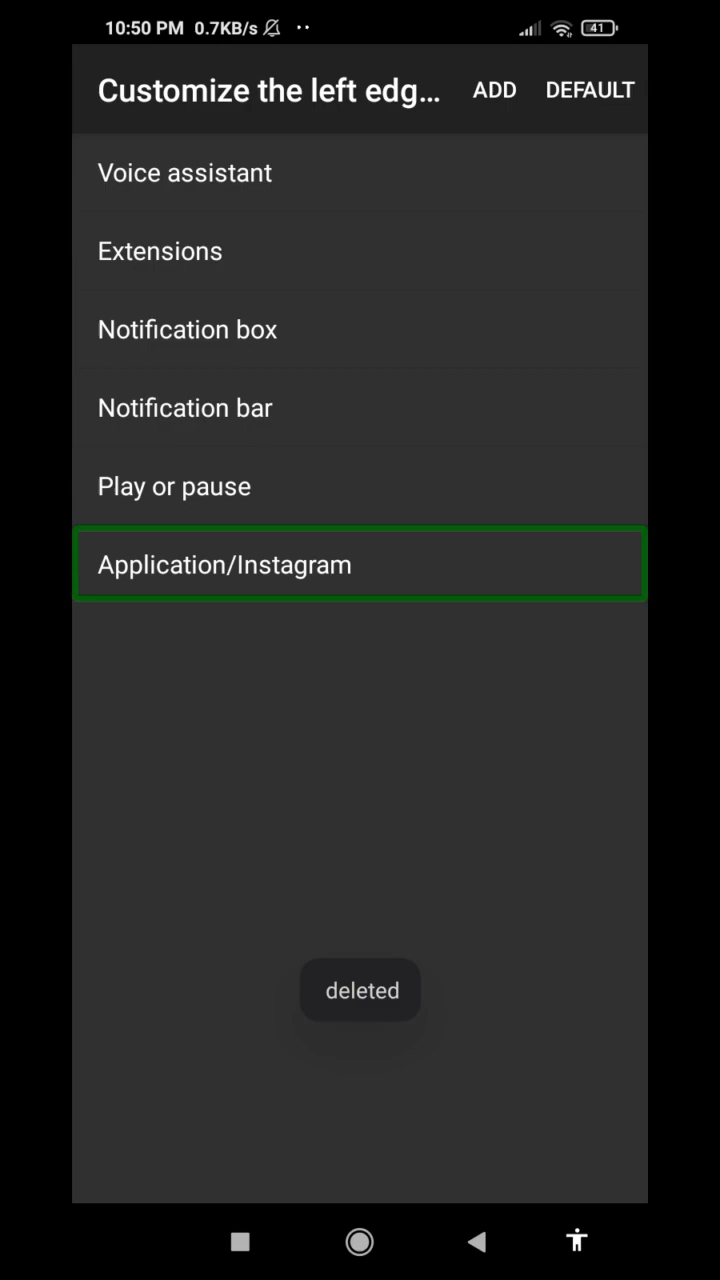 10:50 PM 0.7KB/s 41
Customize the left edg... ADD DEFAULT
Voice assistant
Extensions
Notification box
Notification bar
Play or pause
Application/Instagram
deleted